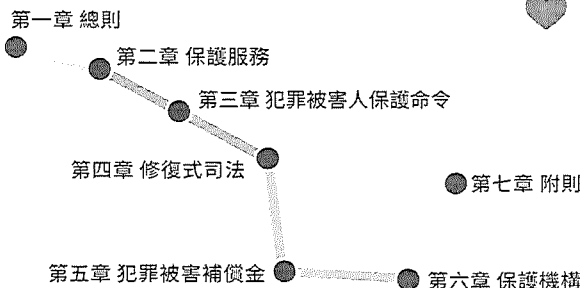 第一章 總則
第二章 保護服務
第三章 犯罪被害人保護命令
第四章 修復式司法
第七章 附則
第五章 犯罪被害補償金
第六章 保護機構